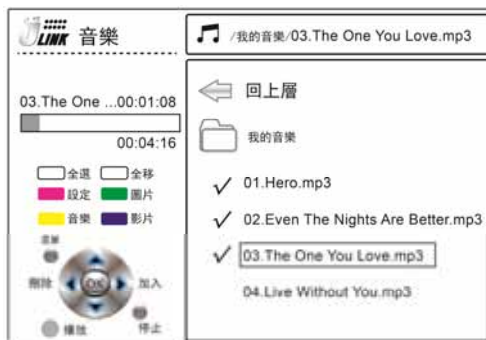 JLINK 音樂
/我的音樂/03.The One You Love.mp3
03.The One ...00:01:08
00:04:16
全選 全移
設定 圖片
音樂 影片
選單
刪除 OK 加入
播放 停止
回上層
我的音樂
01.Hero.mp3
02.Even The Nights Are Better.mp3
03.The One You Love.mp3
04.Live Without You.mp3